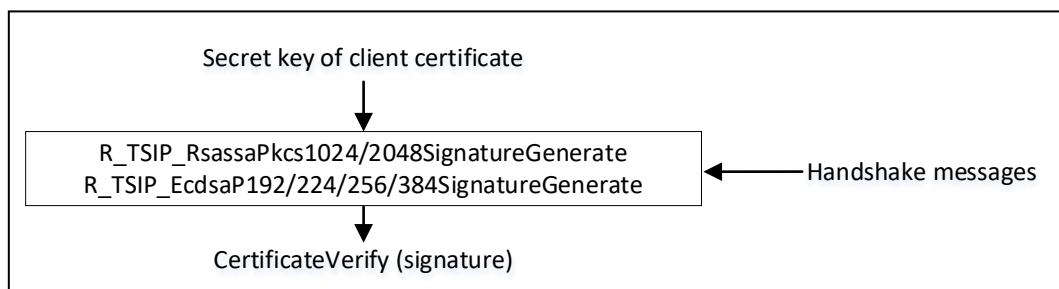 Secret key of client certificate
R_TSIP_RsassaPkcs1024/2048SignatureGenerate
R_TSIP_EcdsaP192/224/256/384SignatureGenerate
Handshake messages
CertificateVerify (signature)